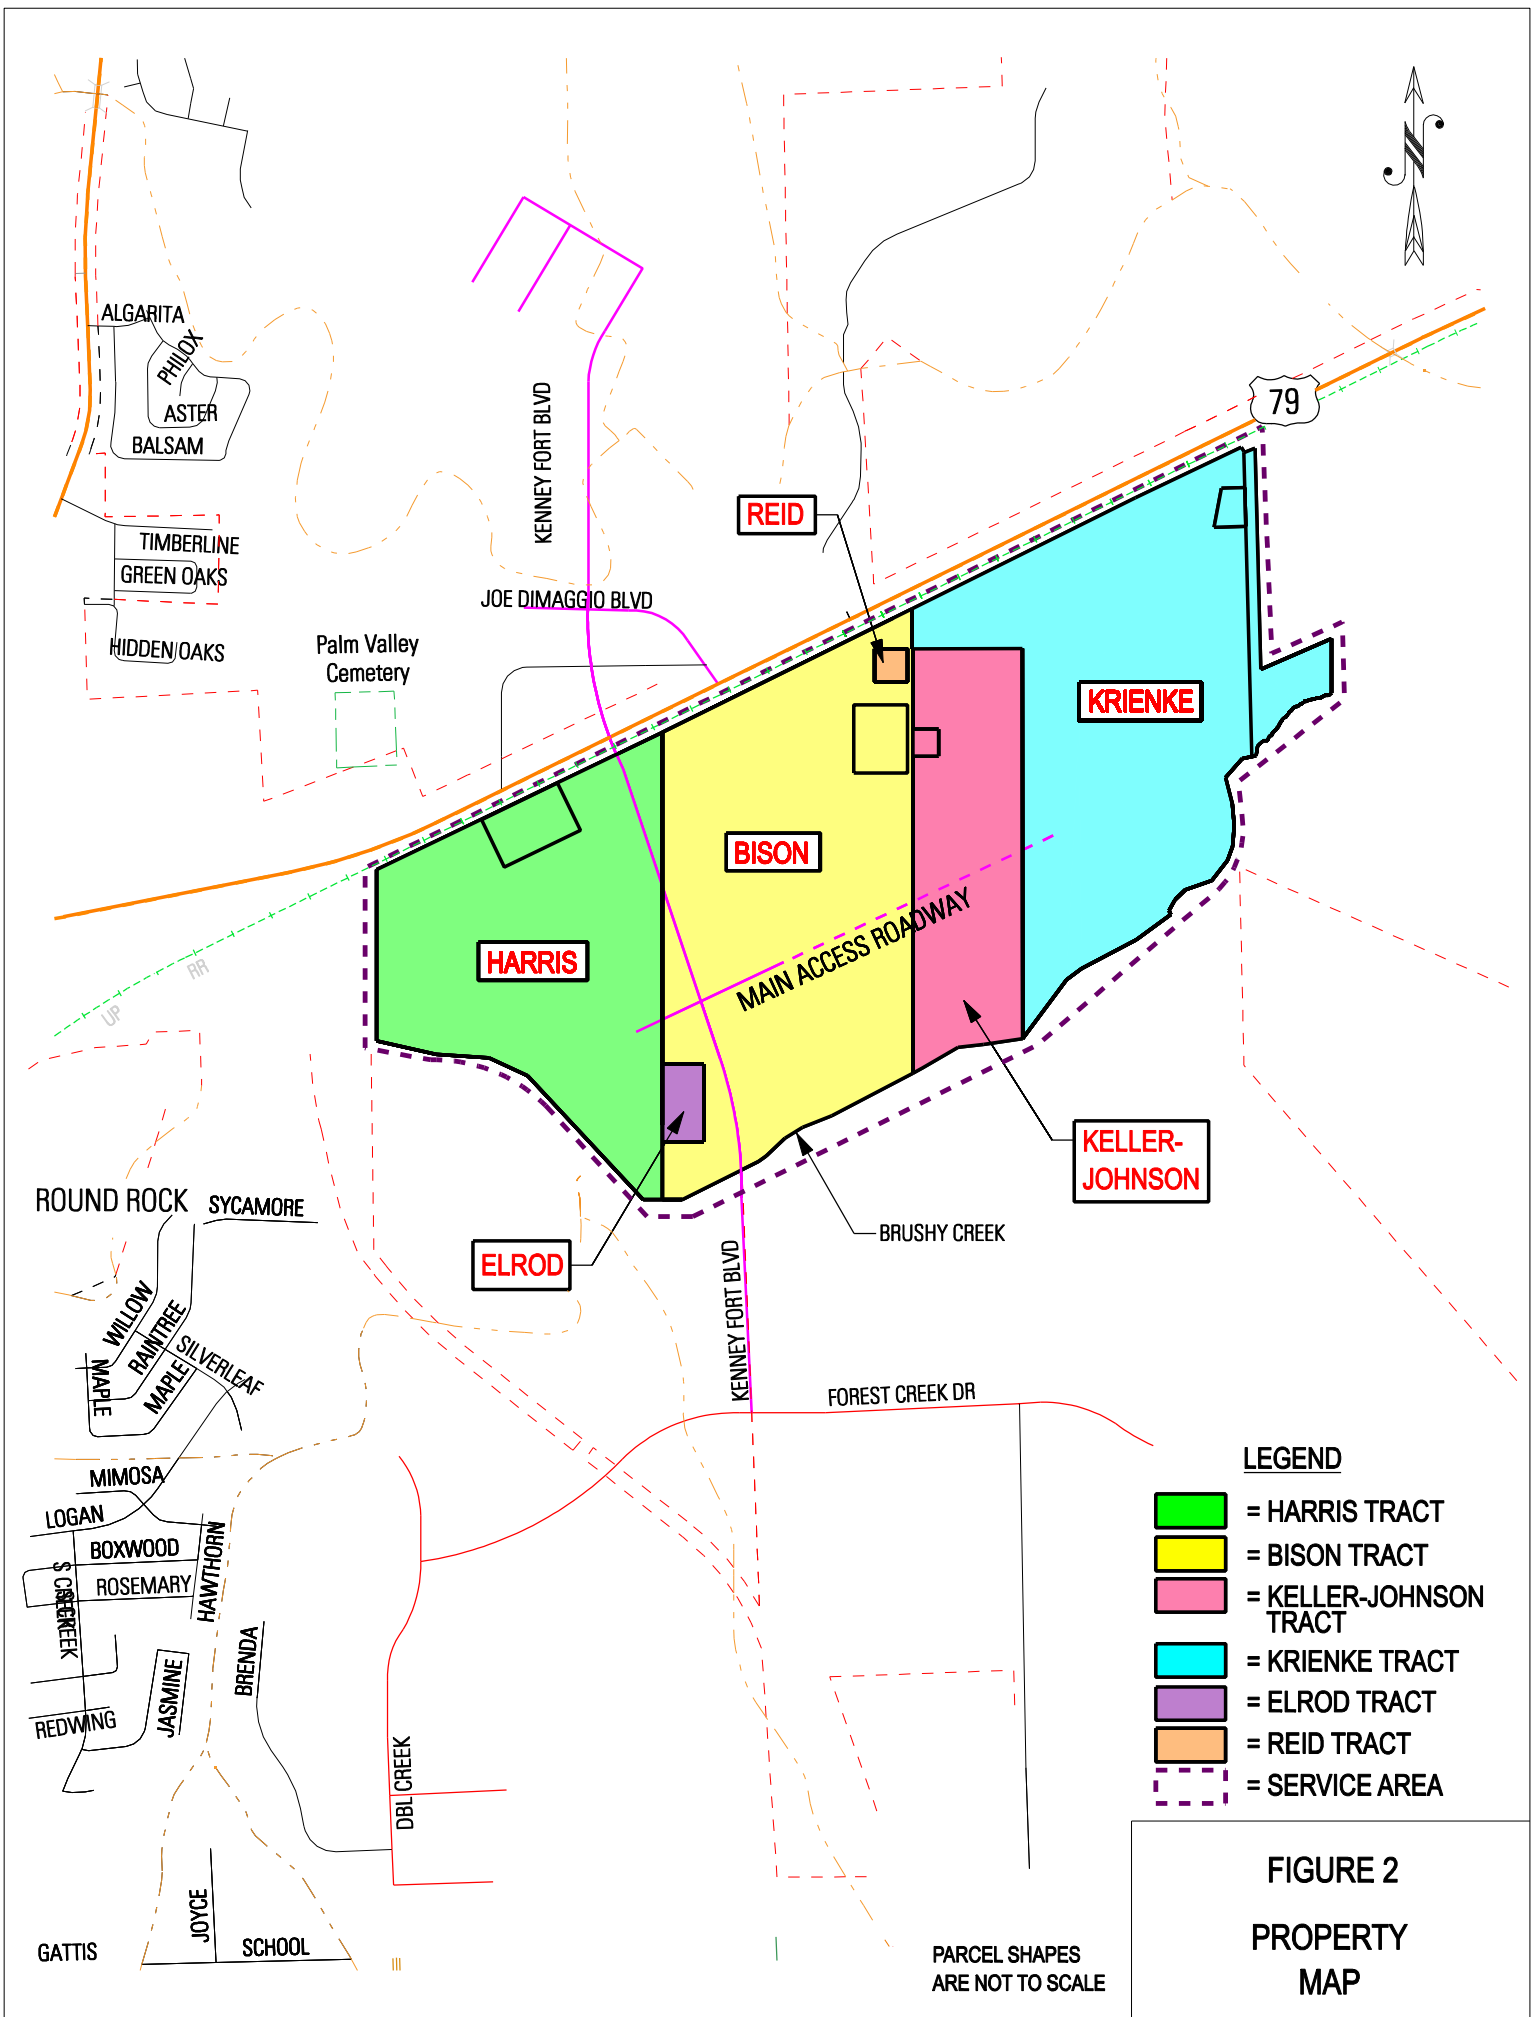 ALGARITA
PHILOX
ASTER
BALSAM
TIMBERLINE
GREEN OAKS
HIDDEN OAKS
Palm Valley
Cemetery
KENNEY FORT BLVD
JOE DIMAGGIO BLVD
REID
79
N
KRIENKE
BISON
HARRIS
MAIN ACCESS ROADWAY
UP
RR
KELLER-
JOHNSON
BRUSHY CREEK
ELROD
KENNEY FORT BLVD
FOREST CREEK DR
ROUND ROCK
SYCAMORE
WILLOW
RAINTREE
SILVERLEAF
MAPLE
MAPLE
MIMOSA
LOGAN
BOXWOOD
ROSEMARY
HAWTHORN
S CREEK
S CREEK
BRENDA
JASMINE
REDWING
DBL CREEK
JOYCE
SCHOOL
GATTIS
LEGEND
= HARRIS TRACT
= BISON TRACT
= KELLER-JOHNSON
TRACT
= KRIENKE TRACT
= ELROD TRACT
= REID TRACT
= SERVICE AREA
PARCEL SHAPES
ARE NOT TO SCALE
FIGURE 2
PROPERTY
MAP